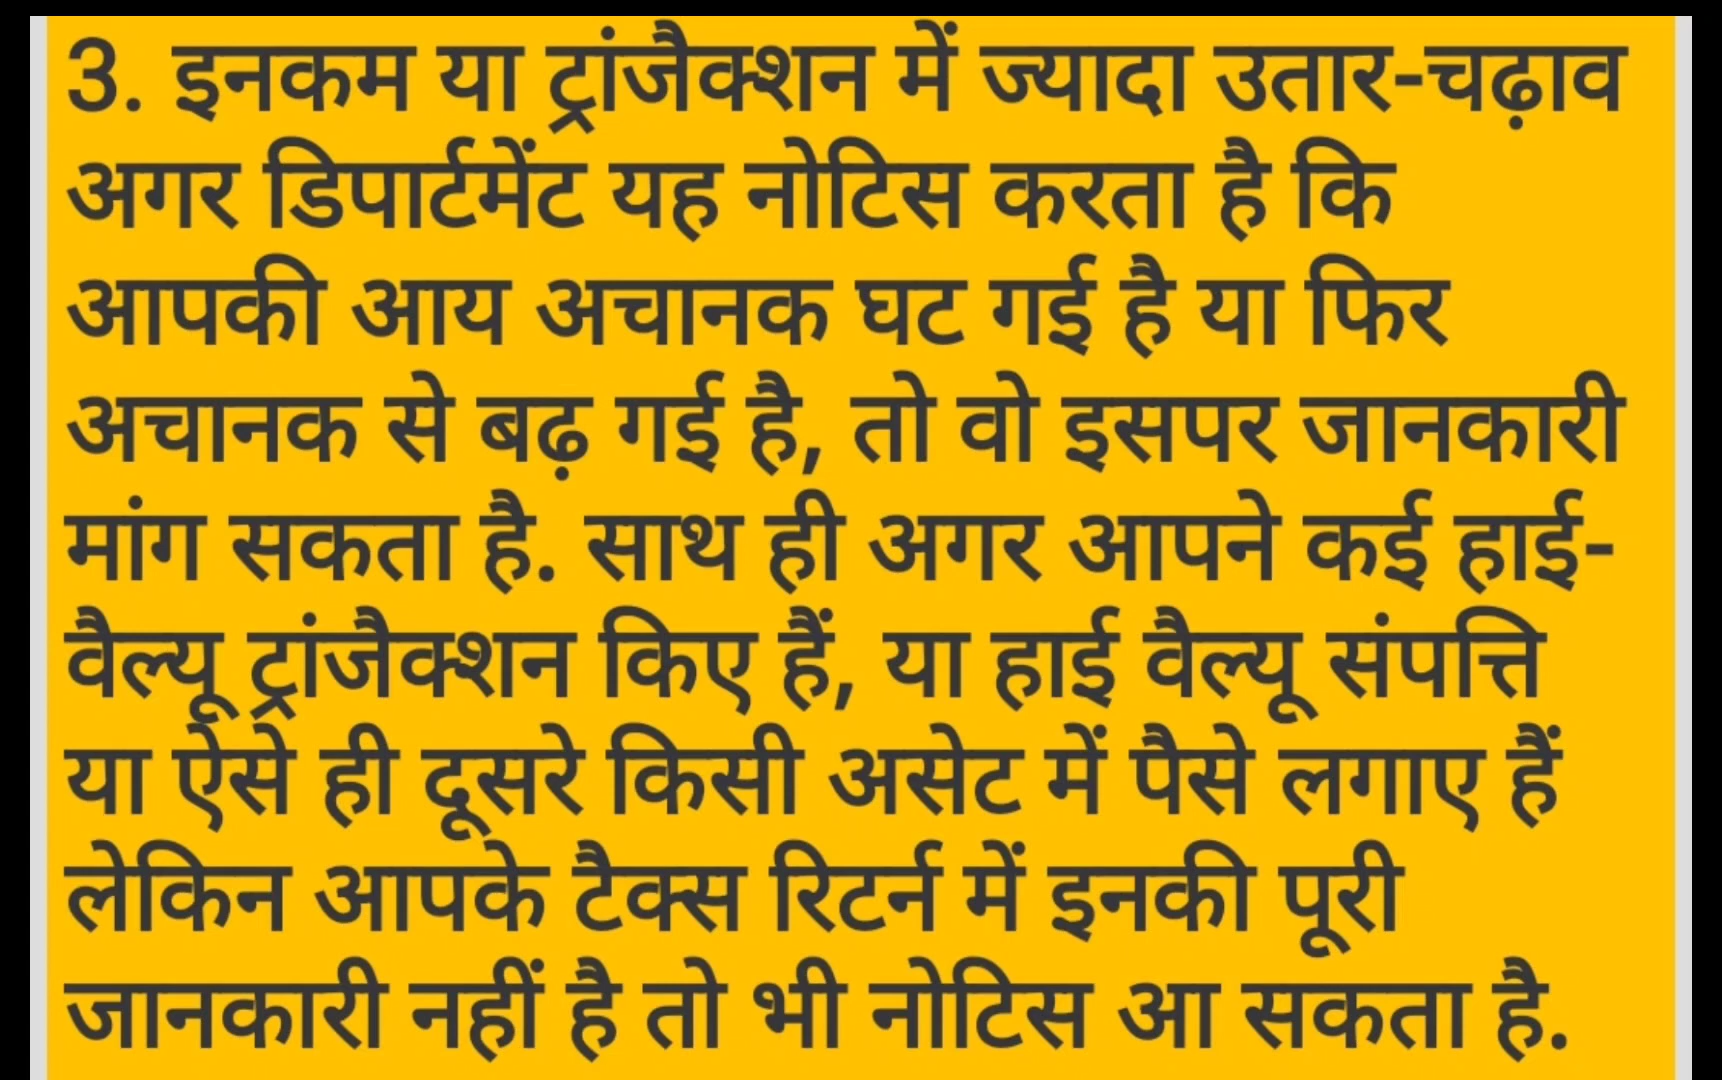 3. इनकम या ट्रांजैक्शन में ज्यादा उतार-चढ़ाव
अगर डिपार्टमेंट यह नोटिस करता है कि
आपकी आय अचानक घट गई है या फिर
अचानक से बढ़ गई है, तो वो इसपर जानकारी
मांग सकता है. साथ ही अगर आपने कई हाई-
वैल्यू ट्रांजैक्शन किए हैं, या हाई वैल्यू संपत्ति
या ऐसे ही दूसरे किसी असेट में पैसे लगाए हैं
लेकिन आपके टैक्स रिटर्न में इनकी पूरी
जानकारी नहीं है तो भी नोटिस आ सकता है.